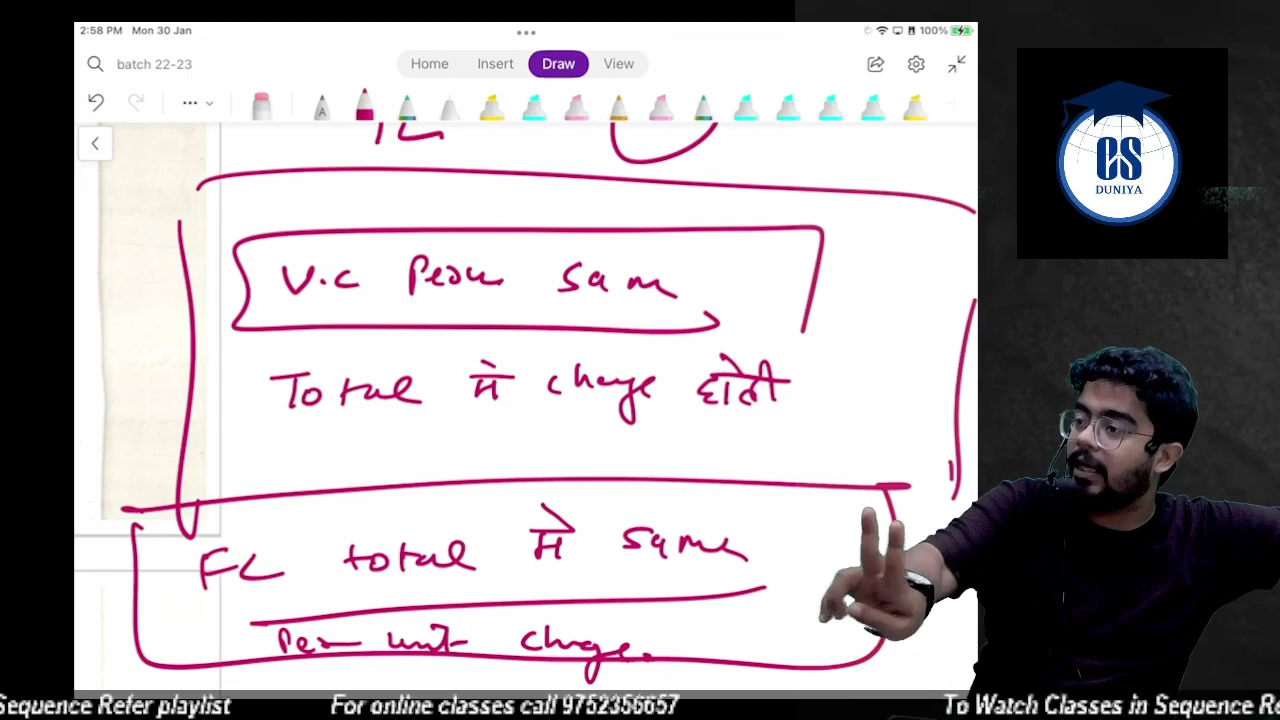 2:58 PM Mon 30 Jan
100%
batch 22-23
Home Insert Draw View
A
V.C Per Same
Total में change होती
FC total में same
Per unit change.
CS
DUNIYA
Sequence Refer playlist For online classes call 9752356657 To Watch Classes in Sequence Re